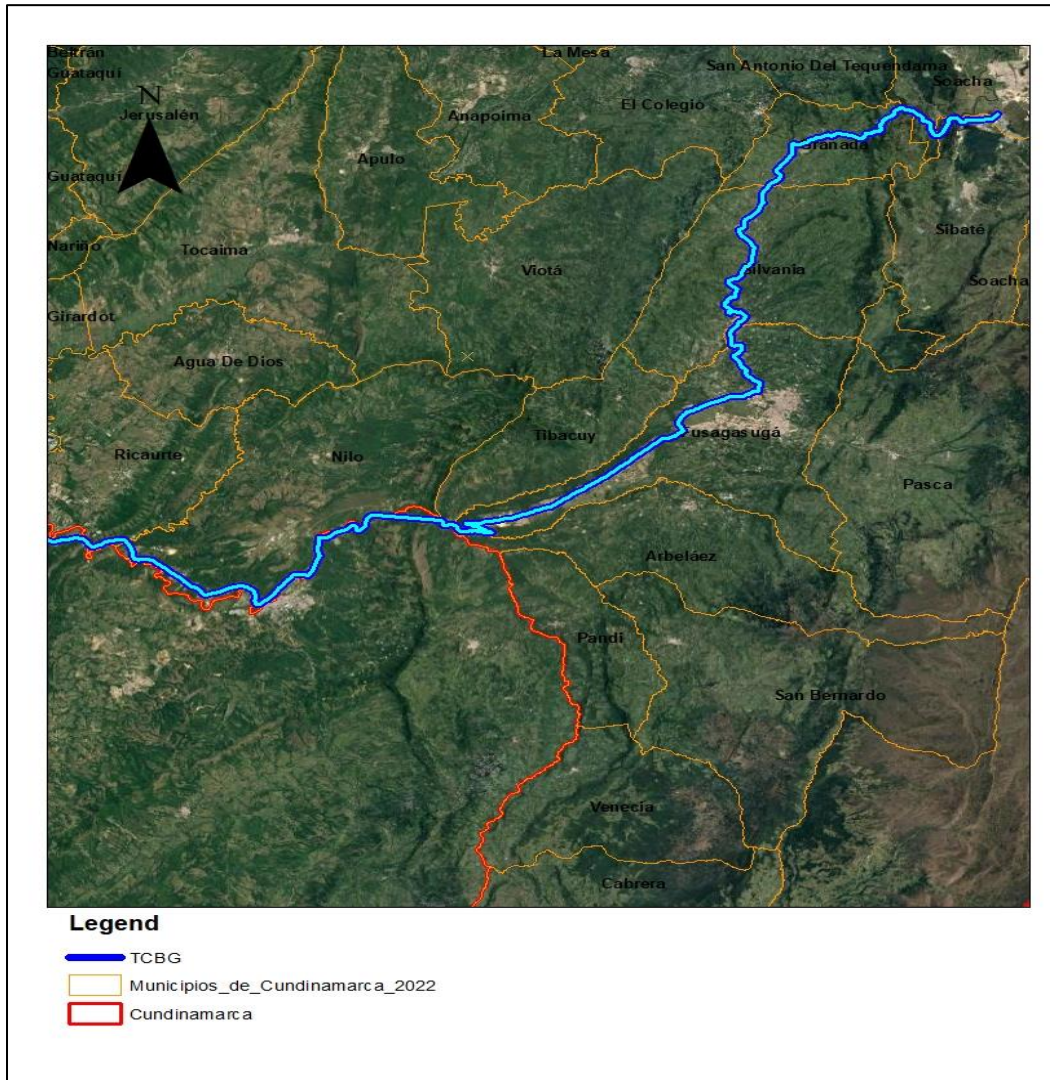 Beltrán
La Mesa
Guataquí
San Antonio Del Tequendama
Soacha
N
Jerusalén
Anapoima
El Colegio
Granada
Apulo
Guataquí
Nariño
Tocaima
Viotá
Silvania
Sibaté
Soacha
Girardot
Agua De Dios
Ricaurte
Nilo
Tibacuy
Fusagasugá
Pasca
Arbeláez
Pandi
San Bernardo
Venecia
Cabrera
Legend
TCBG
Municipios_de_Cundinamarca_2022
Cundinamarca